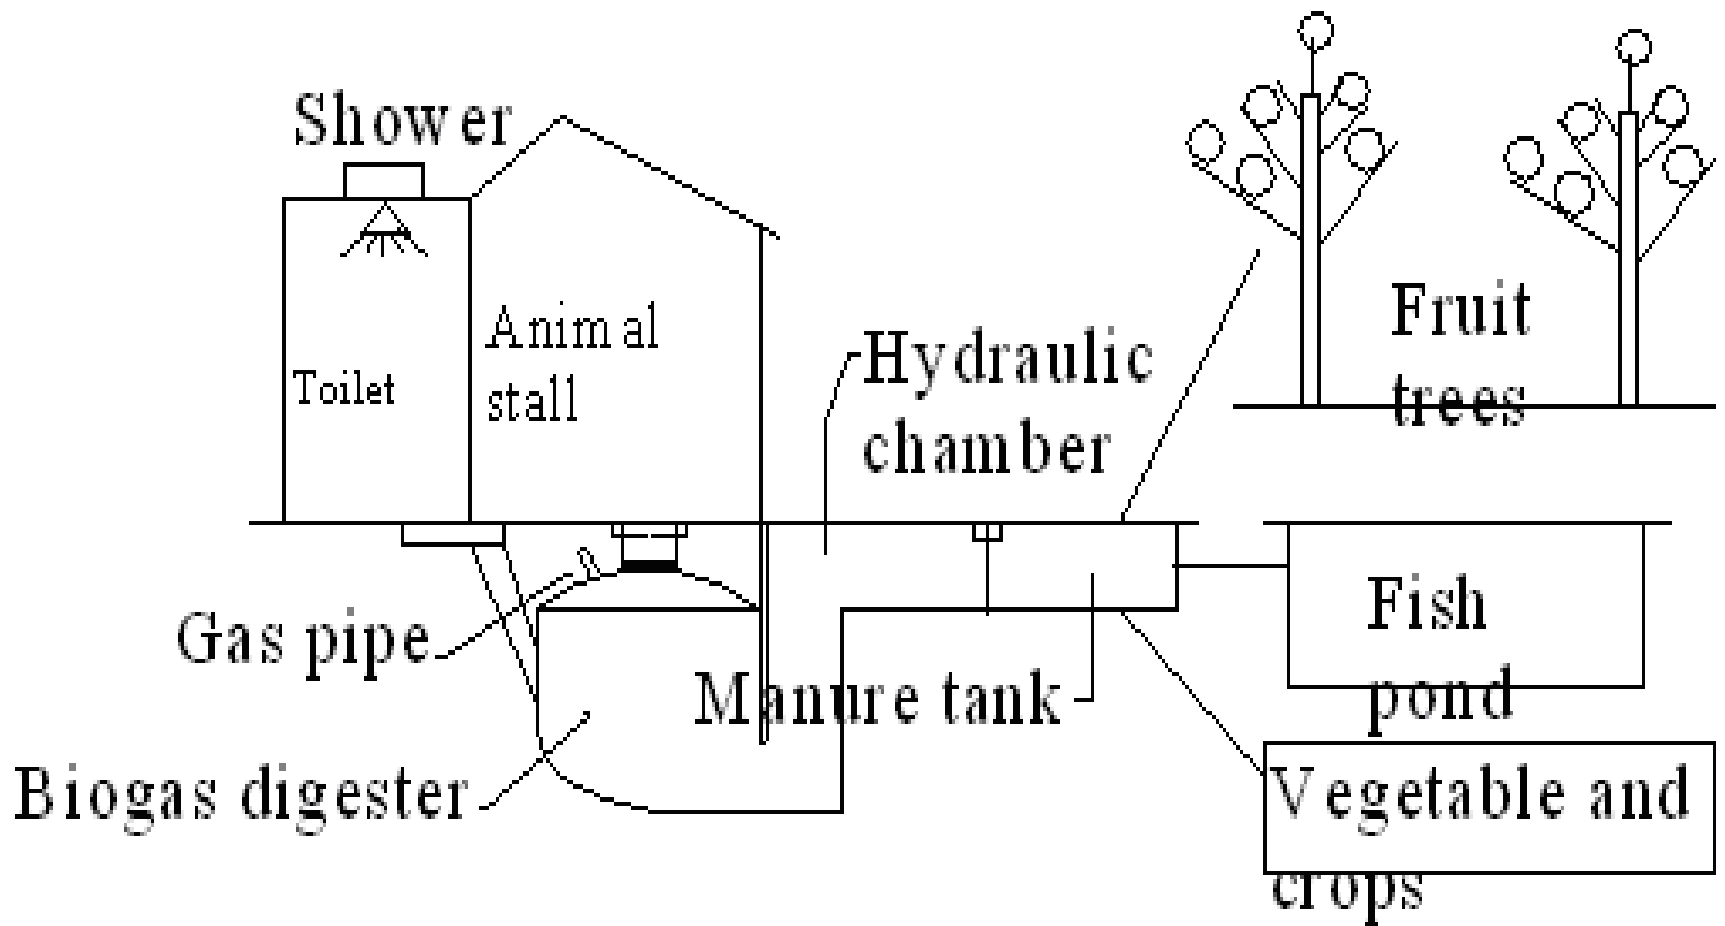 Shower
Toilet
Animal
stall
Hydraulic
chamber
Fruit
trees
Gas pipe
Manure tank
Biogas digester
Fish
pond
Vegetable and
crops